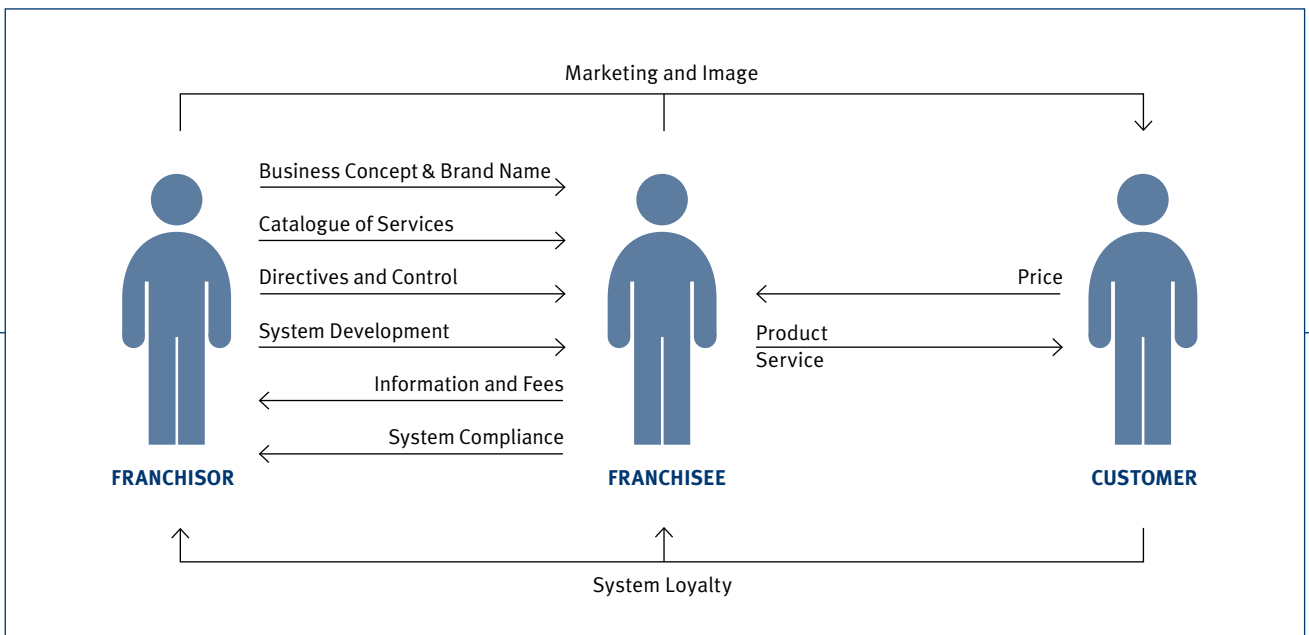 Marketing and Image
Business Concept & Brand Name
Catalogue of Services
Directives and Control
System Development
Information and Fees
System Compliance
Price
Product
Service
FRANCHISOR
FRANCHISEE
CUSTOMER
System Loyalty